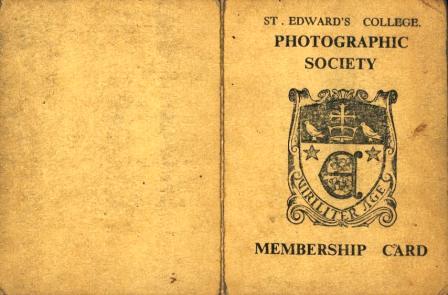 ST. EDWARD'S COLLEGE.
PHOTOGRAPHIC
SOCIETY
E
VIRILITER AGE
MEMBERSHIP CARD